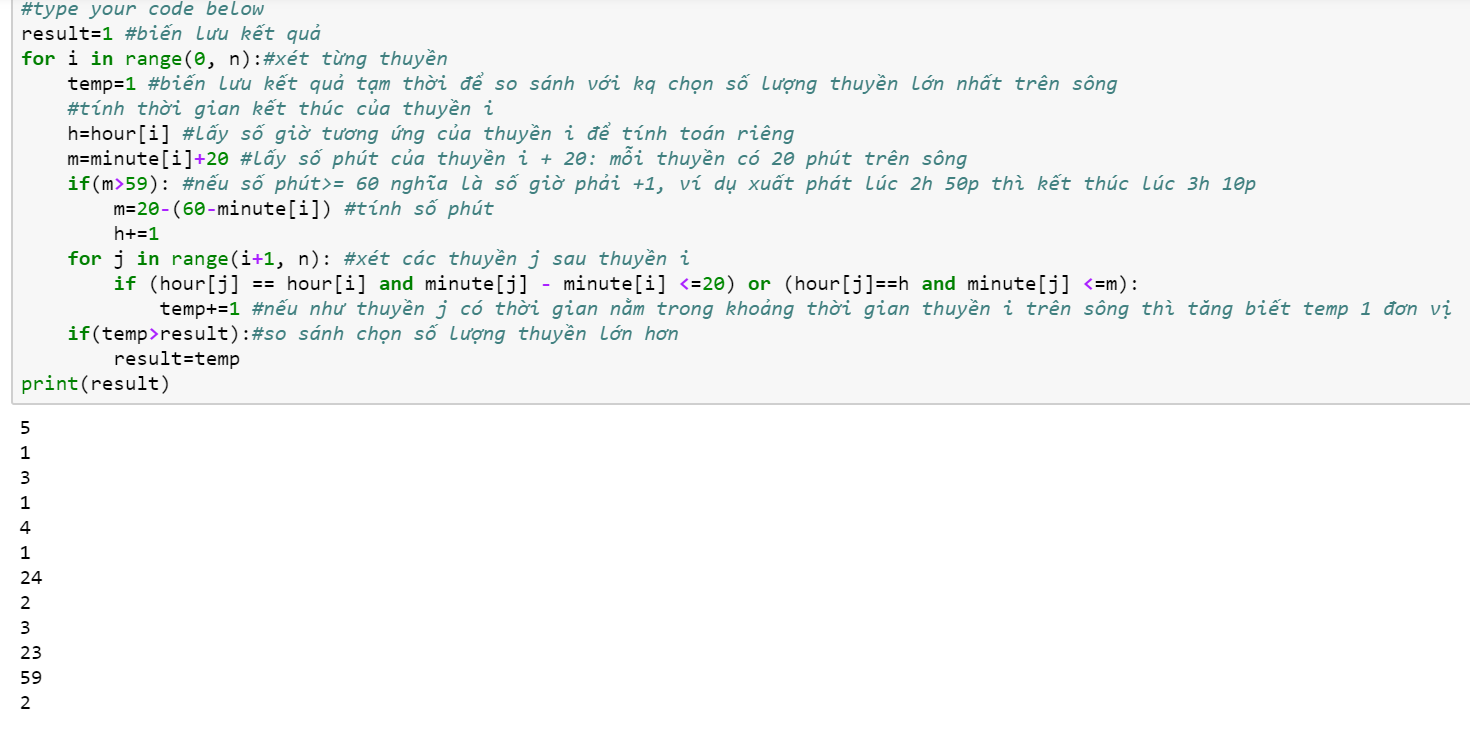 #type your code below
result=1 #biến lưu kết quả
for i in range(0, n):#xét từng thuyền
    temp=1 #biến lưu kết quả tạm thời để so sánh với kq chọn số lượng thuyền lớn nhất trên sông
    #tính thời gian kết thúc của thuyền i
    h=hour[i] #lấy số giờ tương ứng của thuyền i để tính toán riêng
    m=minute[i]+20 #lấy số phút của thuyền i + 20: mỗi thuyền có 20 phút trên sông
    if(m>59): #nếu số phút>= 60 nghĩa là số giờ phải +1, ví dụ xuất phát lúc 2h 50p thì kết thúc lúc 3h 10p
        m=20-(60-minute[i]) #tính số phút
        h+=1
    for j in range(i+1, n): #xét các thuyền j sau thuyền i
        if (hour[j] == hour[i] and minute[j] - minute[i] <=20) or (hour[j]==h and minute[j] <=m):
            temp+=1 #nếu như thuyền j có thời gian nằm trong khoảng thời gian thuyền i trên sông thì tăng biết temp 1 đơn vị
    if(temp>result):#so sánh chọn số lượng thuyền lớn hơn
        result=temp
print(result)
5
1
3
1
4
1
24
2
3
23
59
2